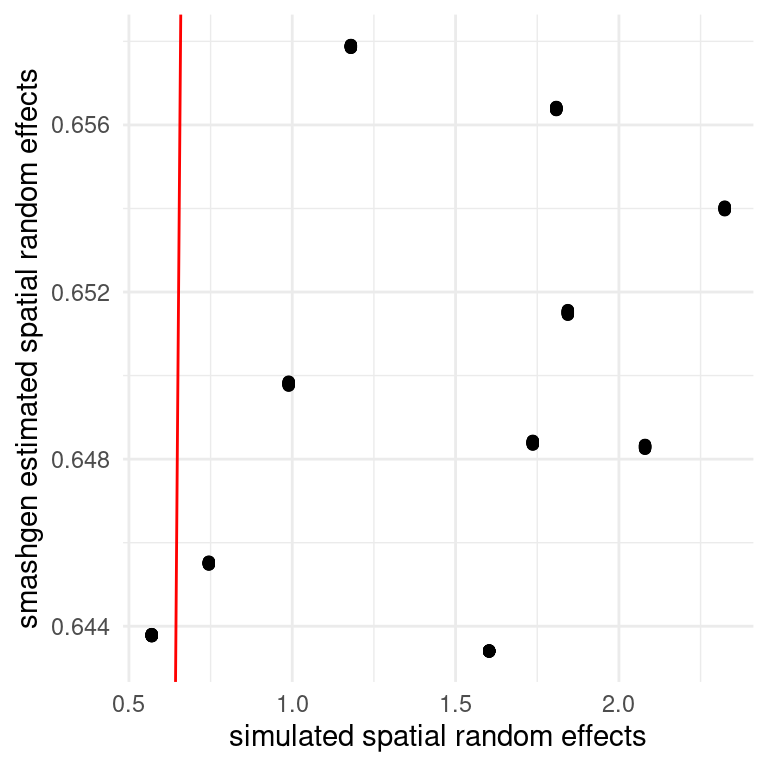 smashgen estimated spatial random effects
0.656
0.652
0.648
0.644
0.5 1.0 1.5 2.0
simulated spatial random effects